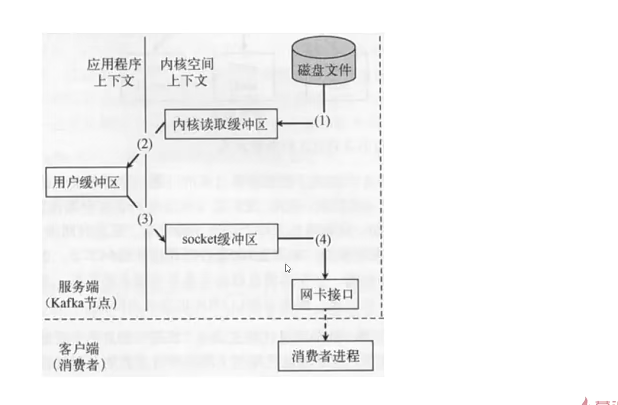 应用程序
上下文
内核空间
上下文
磁盘文件
内核读取缓冲区
(1)
(2)
用户缓冲区
(3)
socket缓冲区
(4)
服务端
(Kafka节点)
网卡接口
客户端
(消费者)
消费者进程